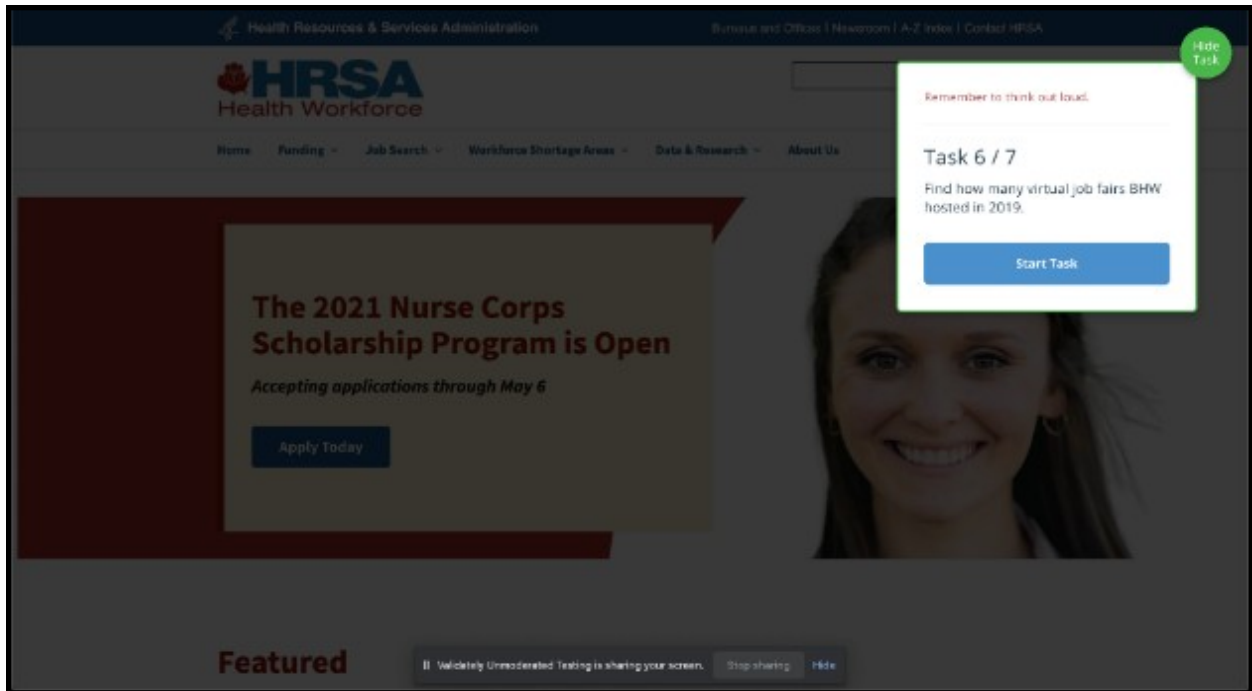 Health Resources & Services Administration
Bureaus and Offices | Newsroom | A-Z Index | Contact HRSA
Hide
Task
HRSA
Health Workforce
Remember to think out loud.
Home Funding Job Search Workforce Shortage Areas Data & Research About Us
Task 6 / 7
Find how many virtual job fairs BHW
hosted in 2019.
Start Task
The 2021 Nurse Corps
Scholarship Program is Open
Accepting applications through May 6
Apply Today
Featured
Validately Unmoderated Testing is sharing your screen. Stop sharing Hide